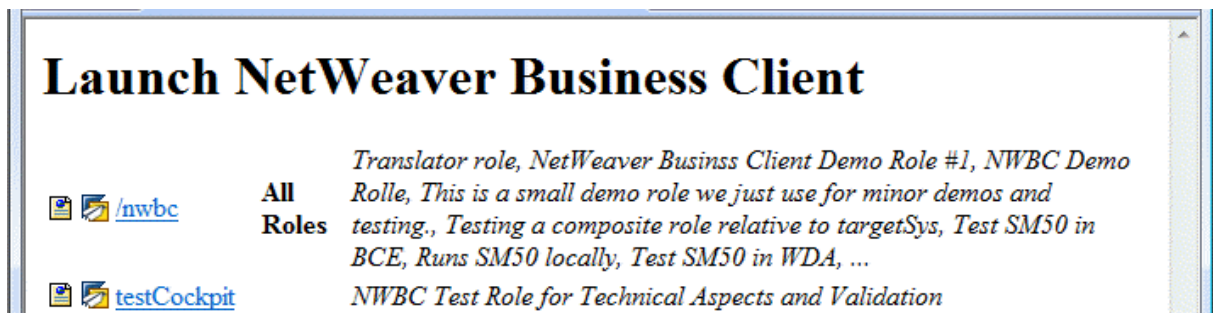 Launch NetWeaver Business Client
Translator role, NetWeaver Businss Client Demo Role #1, NWBC Demo
/nwbc All Roles Rolle, This is a small demo role we just use for minor demos and
testing., Testing a composite role relative to targetSys, Test SM50 in
BCE, Runs SM50 locally, Test SM50 in WDA, ...
testCockpit NWBC Test Role for Technical Aspects and Validation